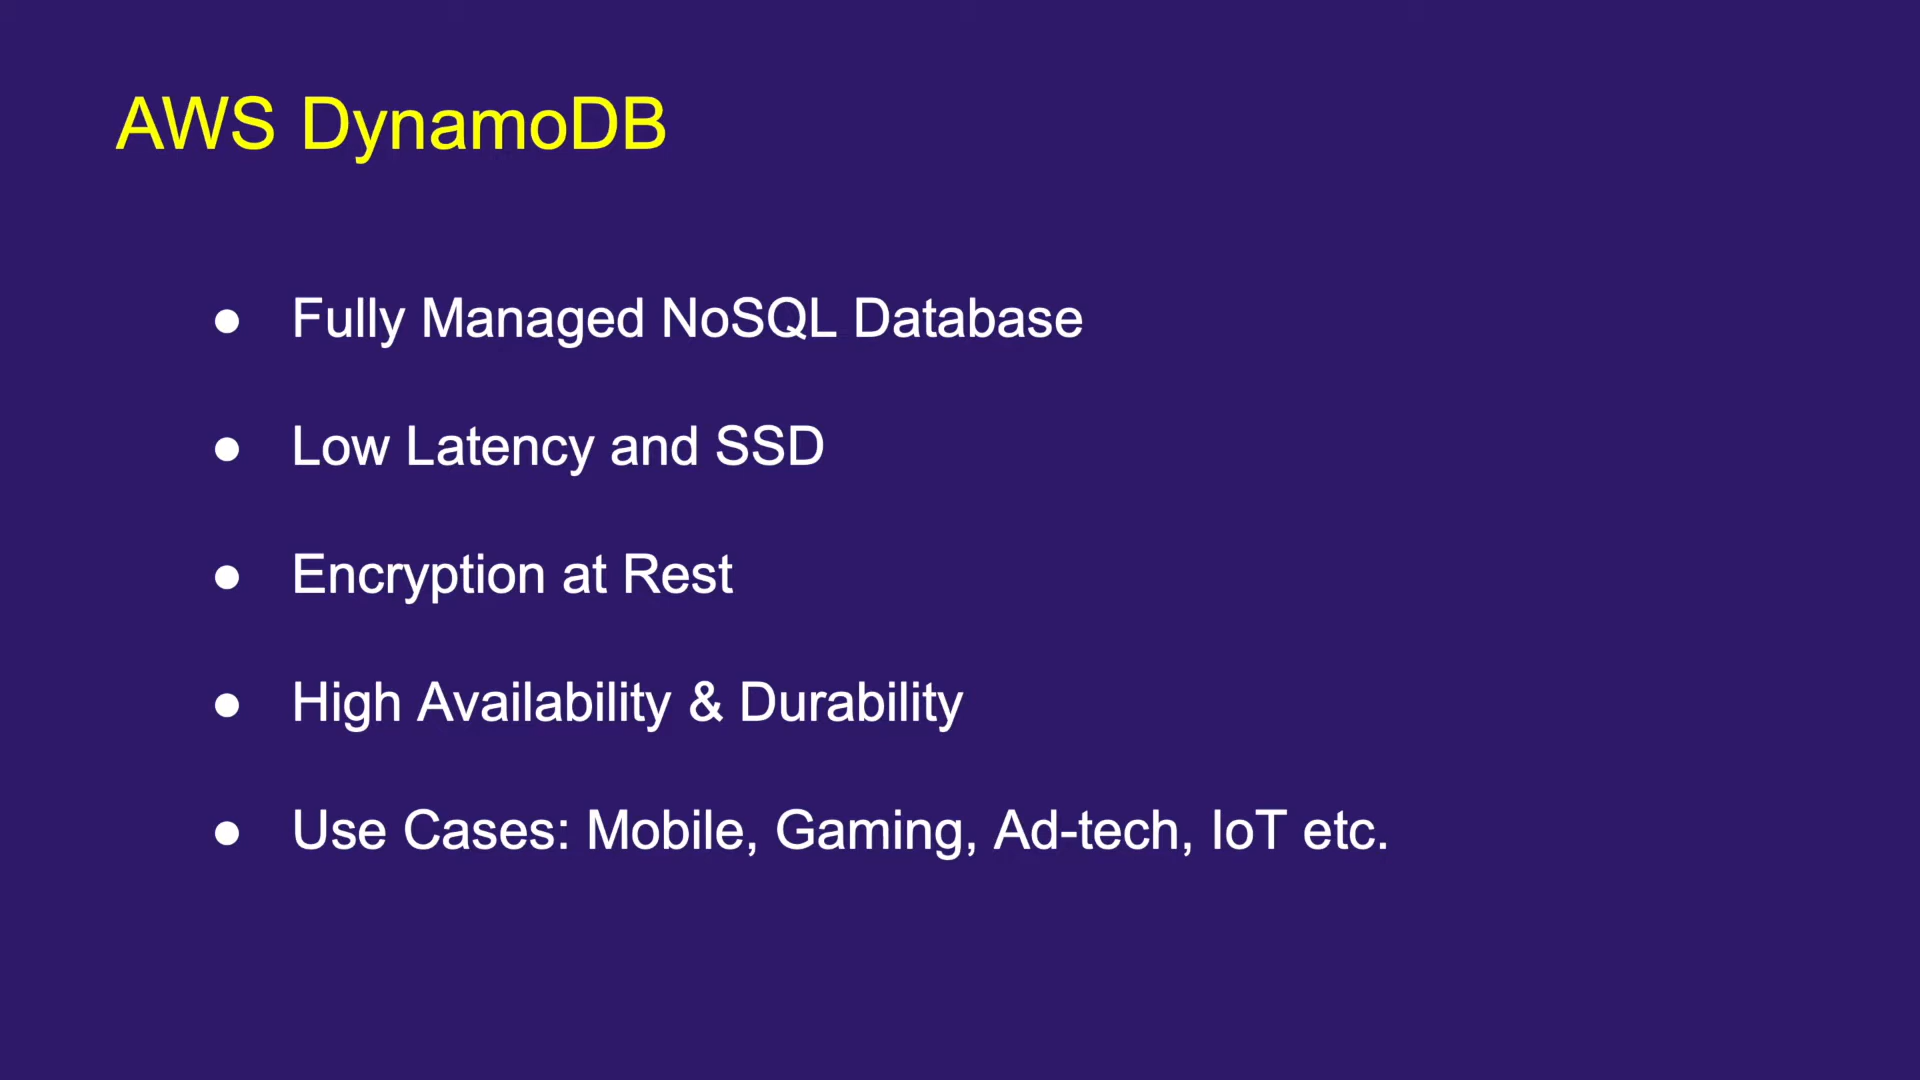 AWS DynamoDB
● Fully Managed NoSQL Database
● Low Latency and SSD
● Encryption at Rest
● High Availability & Durability
● Use Cases: Mobile, Gaming, Ad-tech, IoT etc.